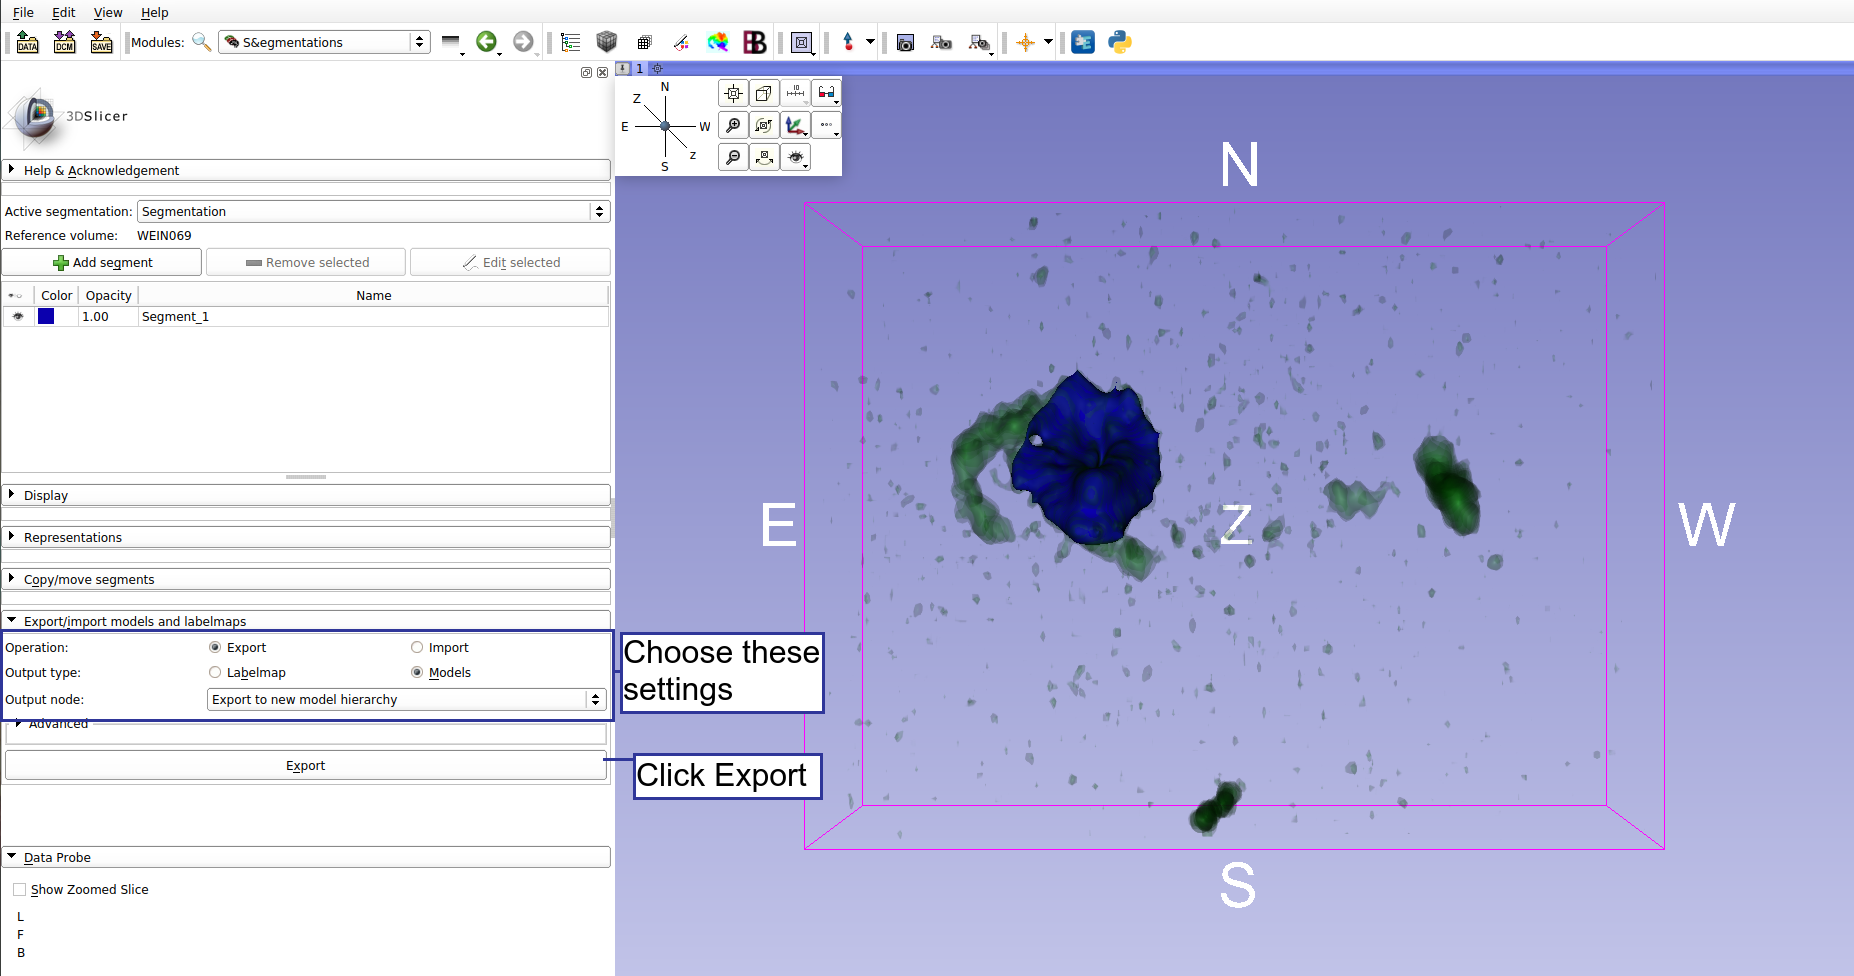 File Edit View Help
DATA DCM SAVE Modules: S&egmentations
1
3DSlicer
N
Z
E W
z
S
Help & Acknowledgement
Active segmentation: Segmentation
Reference volume: WEIN069
Add segment Remove selected Edit selected
Color Opacity Name
1.00 Segment_1
Display
Representations
Copy/move segments
Export/import models and labelmaps
Operation: Export Import
Output type: Labelmap Models
Output node: Export to new model hierarchy
Advanced
Export
Choose these
settings
Click Export
Data Probe
Show Zoomed Slice
L
F
B
N
E z W
S